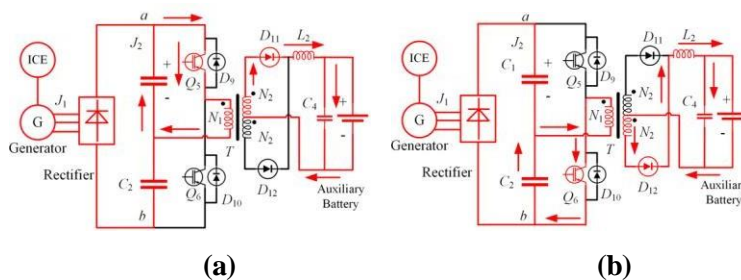 a
J2
ICE
J1
G
Generator
Rectifier
+
-
C2
b
Q5
D9
N1
T
Q6
D10
D11
L2
N2
N2
D12
C4
+
-
Auxiliary
Battery
(a)
a
J2
ICE
J1
G
Generator
Rectifier
C1
+
-
C2
b
Q5
D9
N1
T
Q6
D10
D11
L2
N2
N2
D12
C4
+
-
Auxiliary
Battery
(b)